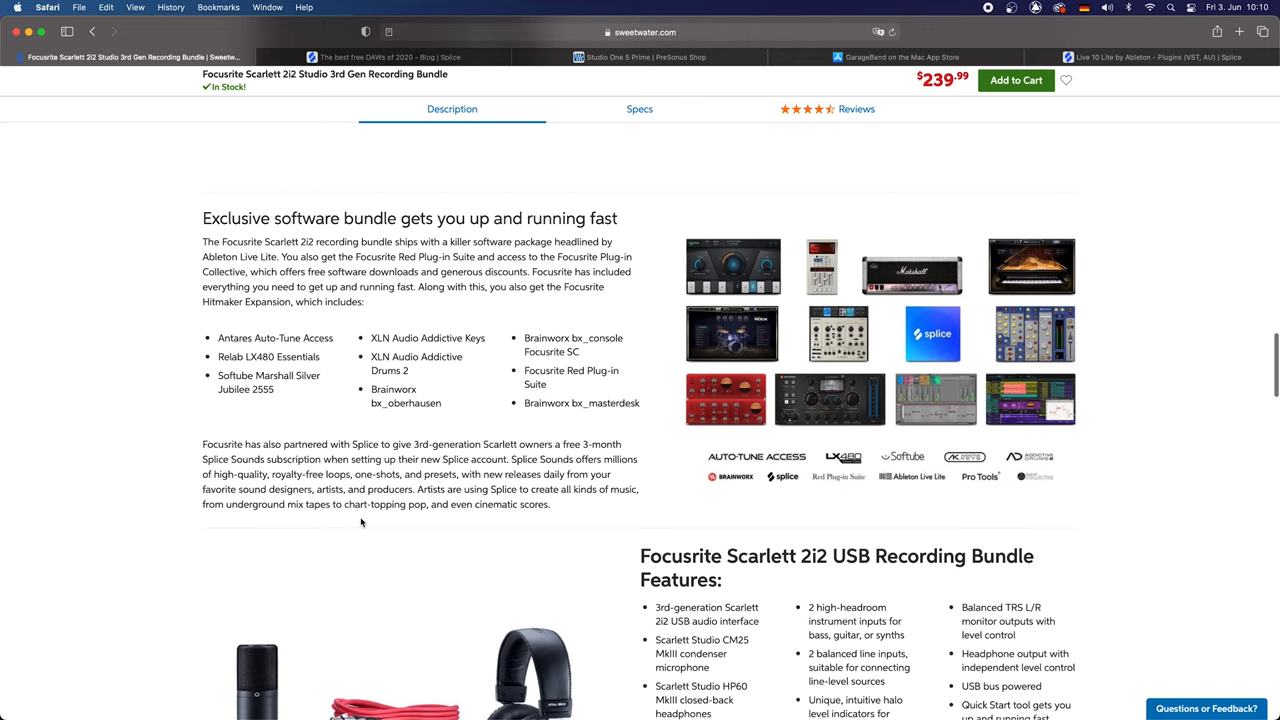 Safari File Edit View History Bookmarks Window Help Fri 3. Jun 10:10
sweetwater.com
Focusrite Scarlett 2i2 Studio 3rd Gen Recording Bundle | Sweetw...
The best free DAWs of 2020 - Blog | Splice
Studio One 5 Prime | PreSonus Shop
GarageBand on the Mac App Store
Live 10 Lite by Ableton - Plugins (VST, AU) | Splice
Focusrite Scarlett 2i2 Studio 3rd Gen Recording Bundle
In Stock!
$239.99
Add to Cart
Description
Specs
Reviews
Exclusive software bundle gets you up and running fast
The Focusrite Scarlett 2i2 recording bundle ships with a killer software package headlined by
Ableton Live Lite. You also get the Focusrite Red Plug-in Suite and access to the Focusrite Plug-in
Collective, which offers free software downloads and generous discounts. Focusrite has included
everything you need to get up and running fast. Along with this, you also get the Focusrite
Hitmaker Expansion, which includes:
Antares Auto-Tune Access
Relab LX480 Essentials
Softube Marshall Silver
Jubilee 2555
XLN Audio Addictive Keys
XLN Audio Addictive
Drums 2
Brainworx
bx_oberhausen
Brainworx bx_console
Focusrite SC
Focusrite Red Plug-in
Suite
Brainworx bx_masterdesk
Focusrite has also partnered with Splice to give 3rd-generation Scarlett owners a free 3-month
Splice Sounds subscription when setting up their new Splice account. Splice Sounds offers millions
of high-quality, royalty-free loops, one-shots, and presets, with new releases daily from your
favorite sound designers, artists, and producers. Artists are using Splice to create all kinds of music,
from underground mix tapes to chart-topping pop, and even cinematic scores.
Marshall
splice
AUTO-TUNE ACCESS LX480 Softube ADDICTIVE KEYS ADDICTIVE DRUMS
BRAINWORX splice Red Plug-in Suite Ableton Live Lite Pro Tools
Focusrite Scarlett 2i2 USB Recording Bundle
Features:
3rd-generation Scarlett
2i2 USB audio interface
Scarlett Studio CM25
MkIII condenser
microphone
Scarlett Studio HP60
MkIII closed-back
headphones
2 high-headroom
instrument inputs for
bass, guitar, or synths
2 balanced line inputs,
suitable for connecting
line-level sources
Unique, intuitive halo
level indicators for
Balanced TRS L/R
monitor outputs with
level control
Headphone output with
independent level control
USB bus powered
Quick Start tool gets you
up and running fast
Questions or Feedback?